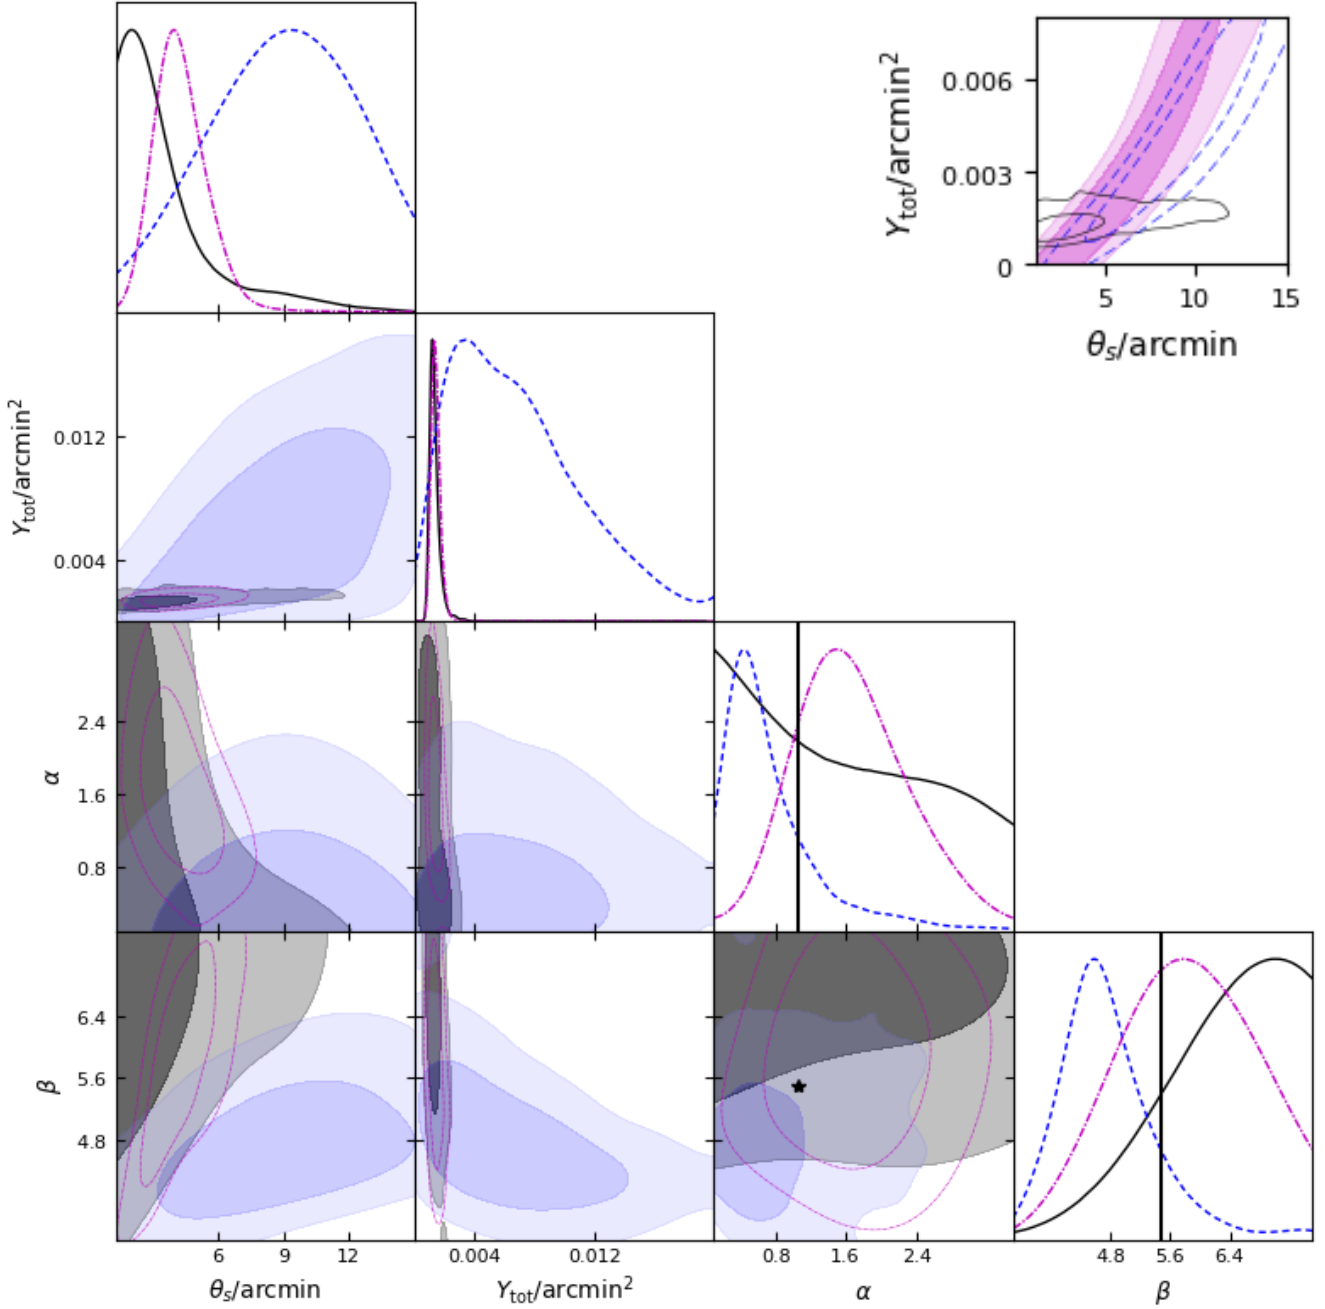 0.006
0.003
0
5 10 15
Y_tot/arcmin²
θ_s/arcmin
0.012
0.004
Y_tot/arcmin²
2.4
1.6
0.8
α
6.4
5.6
4.8
β
6 9 12
0.004 0.012
0.8 1.6 2.4
4.8 5.6 6.4
θ_s/arcmin
Y_tot/arcmin²
α
β